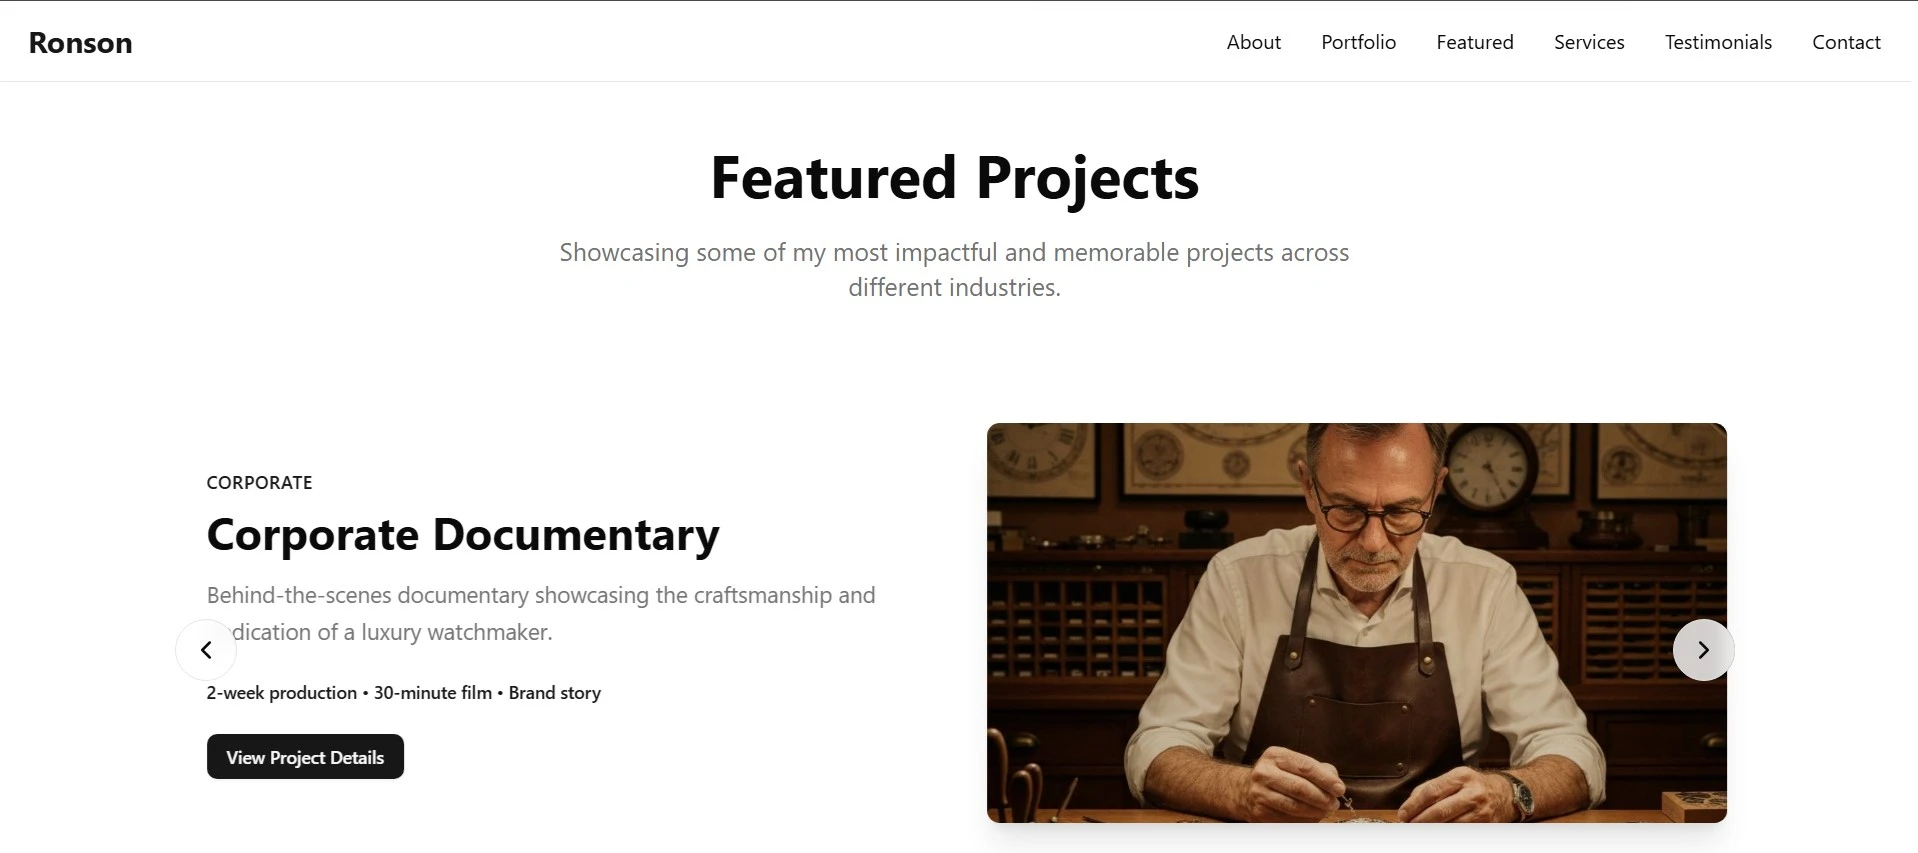 Ronson
About Portfolio Featured Services Testimonials Contact
Featured Projects
Showcasing some of my most impactful and memorable projects across
different industries.
CORPORATE
Corporate Documentary
Behind-the-scenes documentary showcasing the craftsmanship and
of a luxury watchmaker.
2-week production • 30-minute film • Brand story
View Project Details